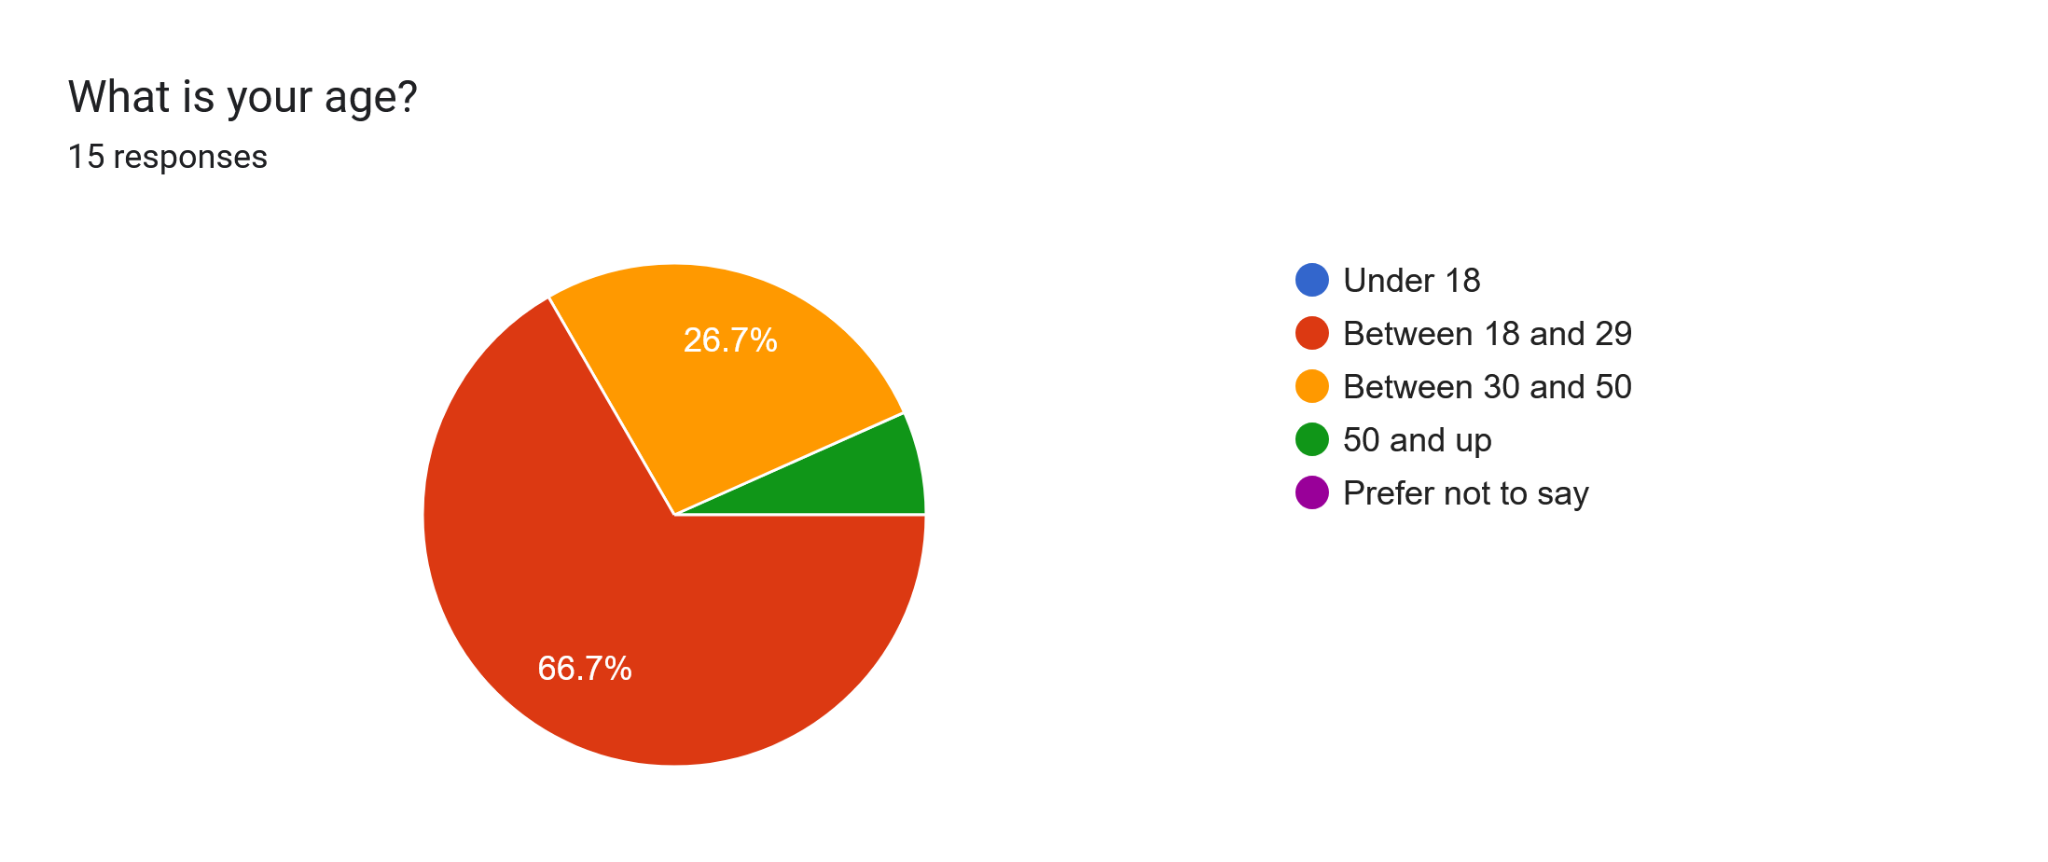 What is your age?
15 responses
26.7%
66.7%
Under 18
Between 18 and 29
Between 30 and 50
50 and up
Prefer not to say